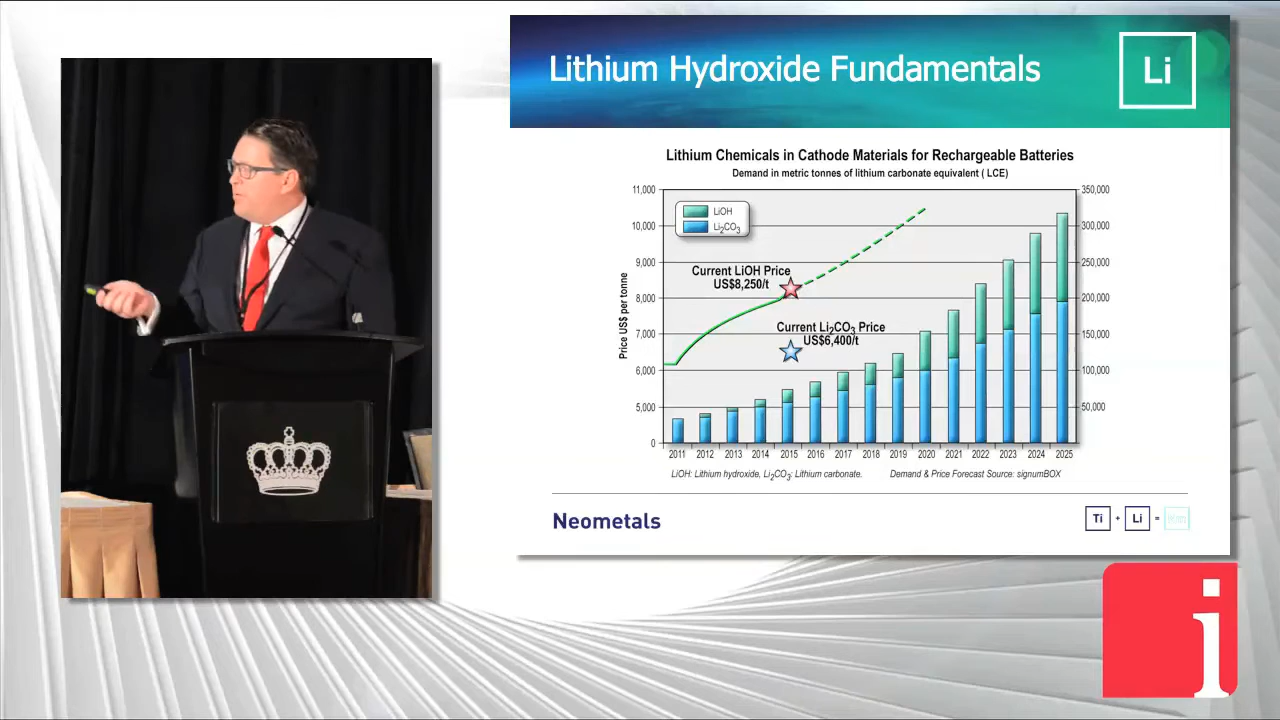 Lithium Hydroxide Fundamentals
Li
Lithium Chemicals in Cathode Materials for Rechargeable Batteries
Demand in metric tonnes of lithium carbonate equivalent ( LCE)
11,000
10,000
9,000
8,000
7,000
6,000
5,000
0
Price US$ per tonne
LiOH
Li2CO3
Current LiOH Price
US$8,250/t
Current Li2CO3 Price
US$6,400/t
350,000
300,000
250,000
200,000
150,000
100,000
50,000
2011 2012 2013 2014 2015 2016 2017 2018 2019 2020 2021 2022 2023 2024 2025
LiOH: Lithium hydroxide, Li2CO3: Lithium carbonate. Demand & Price Forecast Source: signumBOX
Neometals
Ti + Li =
i